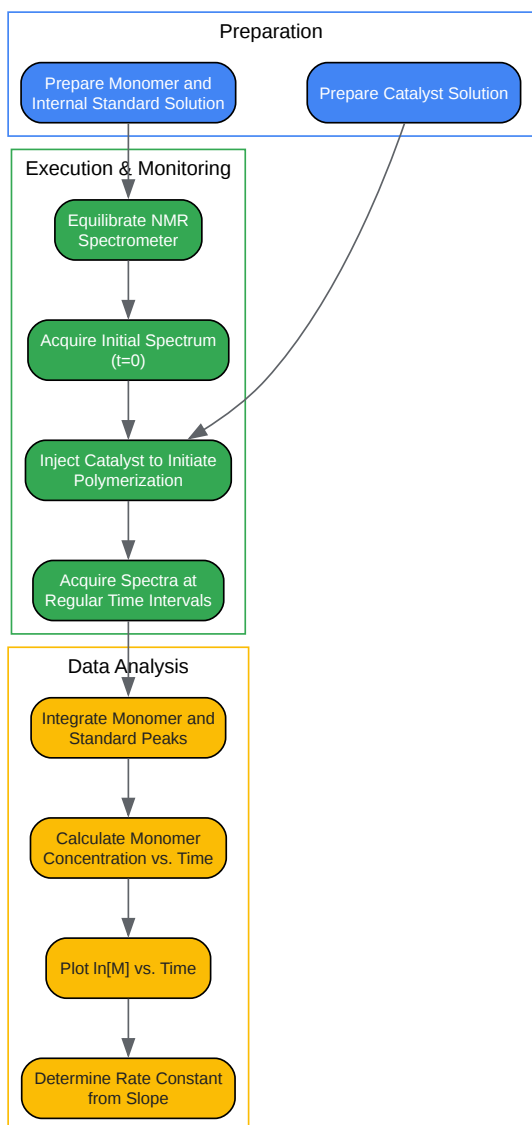 Preparation
Prepare Monomer and
Internal Standard Solution
Prepare Catalyst Solution
Execution & Monitoring
Equilibrate NMR
Spectrometer
Acquire Initial Spectrum
(t=0)
Inject Catalyst to Initiate
Polymerization
Acquire Spectra at
Regular Time Intervals
Data Analysis
Integrate Monomer and
Standard Peaks
Calculate Monomer
Concentration vs. Time
Plot ln[M] vs. Time
Determine Rate Constant
from Slope